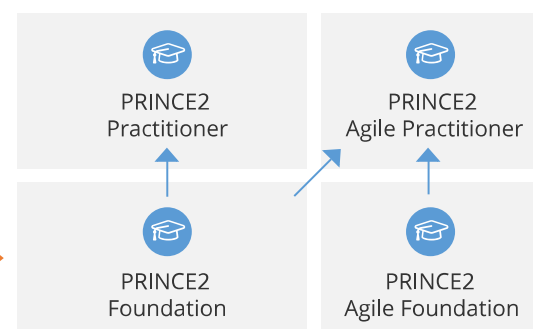 PRINCE2
Practitioner
PRINCE2
Agile Practitioner
PRINCE2
Foundation
PRINCE2
Agile Foundation